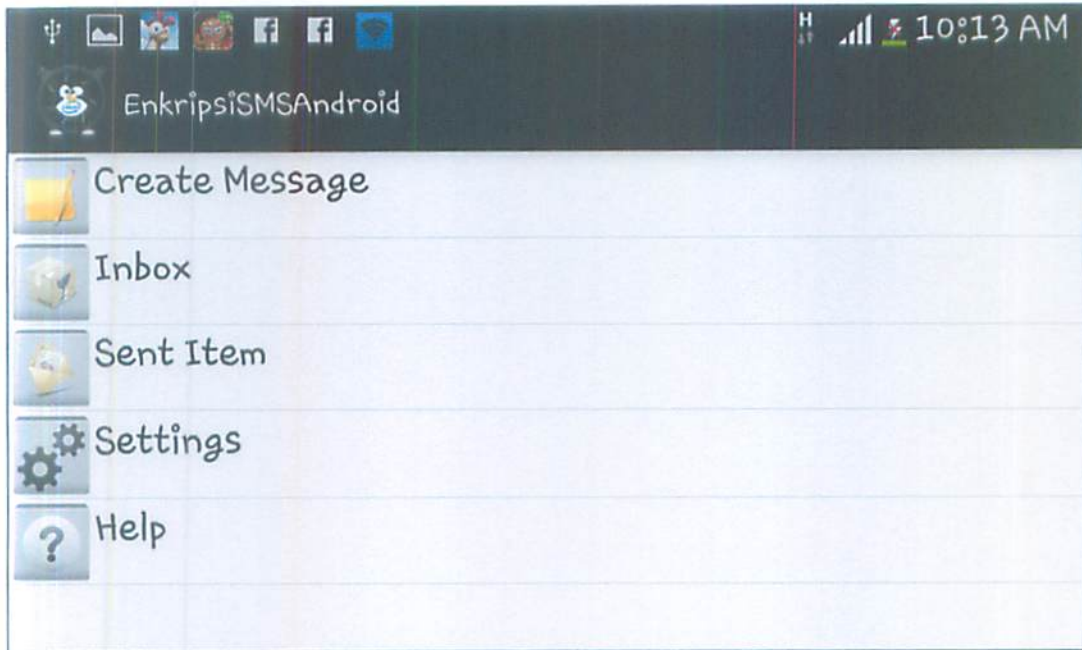 H 10:13 AM
EnkripsiSMSAndroid
Create Message
Inbox
Sent Item
Settings
Help